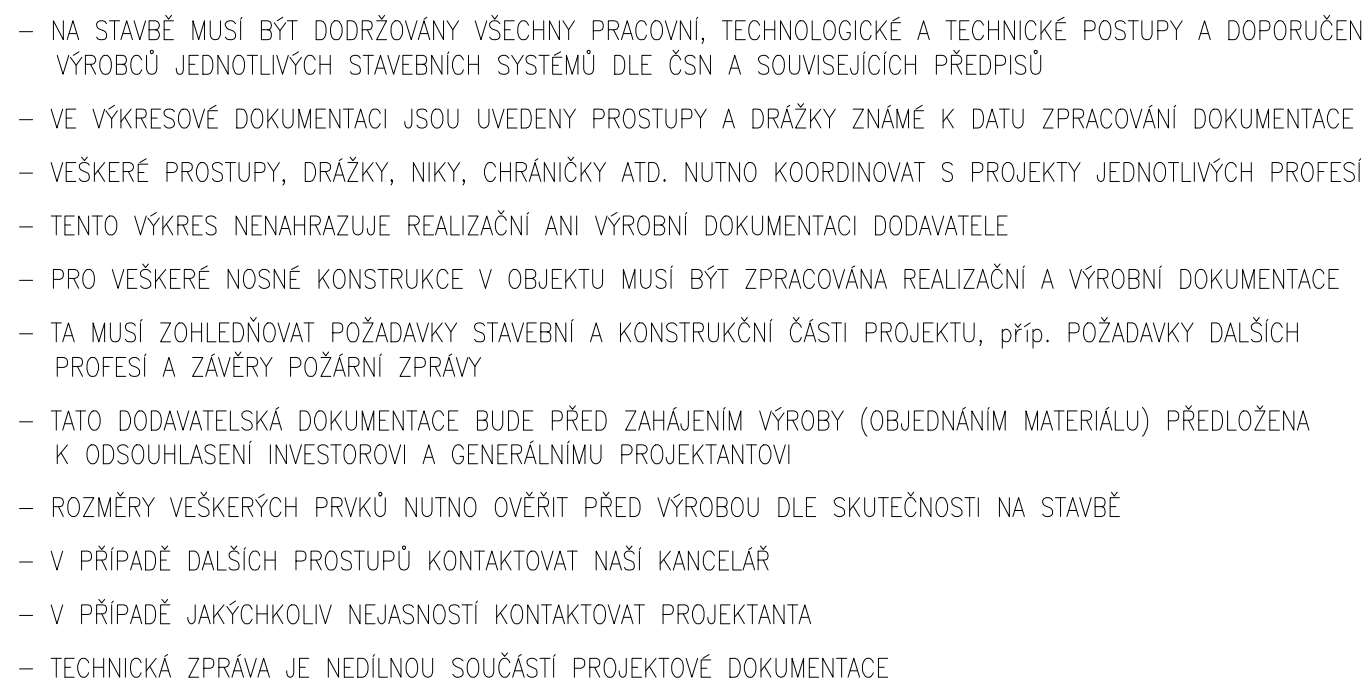 – NA STAVBĚ MUSÍ BÝT DODRŽOVÁNY VŠECHNY PRACOVNÍ, TECHNOLOGICKÉ A TECHNICKÉ POSTUPY A DOPORUČEN
VÝROBCŮ JEDNOTLIVÝCH STAVEBNÍCH SYSTÉMŮ DLE ČSN A SOUVISEJÍCÍCH PŘEDPISŮ
– VE VÝKRESOVÉ DOKUMENTACI JSOU UVEDENY PROSTUPY A DRÁŽKY ZNÁMÉ K DATU ZPRACOVÁNÍ DOKUMENTACE
– VEŠKERÉ PROSTUPY, DRÁŽKY, NIKY, CHRÁNIČKY ATD. NUTNO KOORDINOVAT S PROJEKTY JEDNOTLIVÝCH PROFESÍ
– TENTO VÝKRES NENAHRAZUJE REALIZAČNÍ ANI VÝROBNÍ DOKUMENTACI DODAVATELE
– PRO VEŠKERÉ NOSNÉ KONSTRUKCE V OBJEKTU MUSÍ BÝT ZPRACOVÁNA REALIZAČNÍ A VÝROBNÍ DOKUMENTACE
– TA MUSÍ ZOHLEDŇOVAT POŽADAVKY STAVEBNÍ A KONSTRUKČNÍ ČÁSTI PROJEKTU, příp. POŽADAVKY DALŠÍCH
PROFESÍ A ZÁVĚRY POŽÁRNÍ ZPRÁVY
– TATO DODAVATELSKÁ DOKUMENTACE BUDE PŘED ZAHÁJENÍM VÝROBY (OBJEDNÁNÍM MATERIÁLU) PŘEDLOŽENA
K ODSOUHLASENÍ INVESTOROVI A GENERÁLNÍMU PROJEKTANTOVI
– ROZMĚRY VEŠKERÝCH PRVKŮ NUTNO OVĚŘIT PŘED VÝROBOU DLE SKUTEČNOSTI NA STAVBĚ
– V PŘÍPADĚ DALŠÍCH PROSTUPŮ KONTAKTOVAT NAŠÍ KANCELÁŘ
– V PŘÍPADĚ JAKÝCHKOLIV NEJASNOSTÍ KONTAKTOVAT PROJEKTANTA
– TECHNICKÁ ZPRÁVA JE NEDÍLNOU SOUČÁSTÍ PROJEKTOVÉ DOKUMENTACE